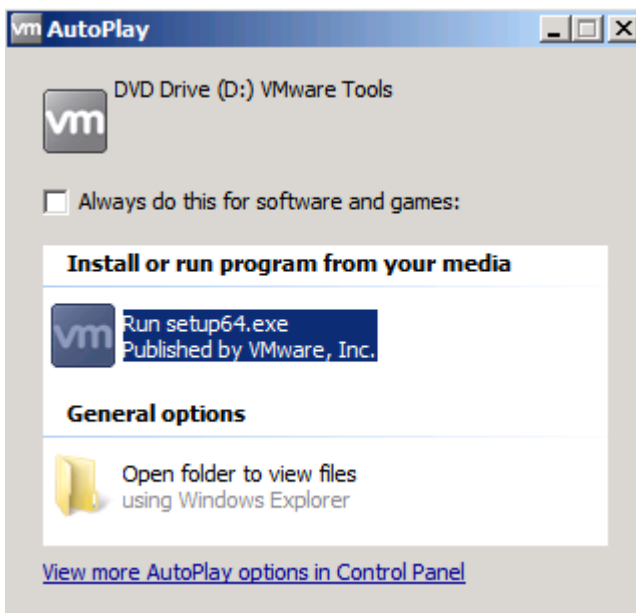 vm AutoPlay
DVD Drive (D:) VMware Tools
vm
Always do this for software and games:
Install or run program from your media
vm
Run setup64.exe
Published by VMware, Inc.
General options
Open folder to view files
using Windows Explorer
View more AutoPlay options in Control Panel